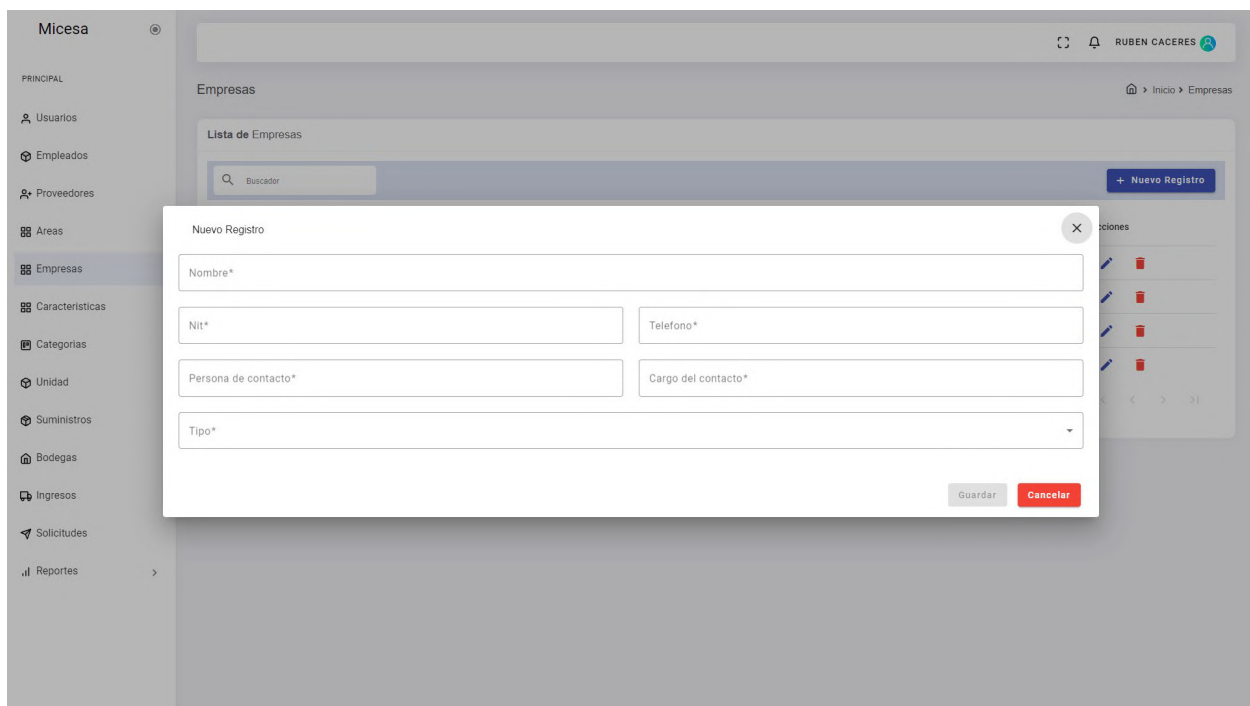 Micesa
RUBEN CACERES
PRINCIPAL
Empresas
Inicio > Empresas
Usuarios
Lista de Empresas
Empleados
Buscador
+ Nuevo Registro
Proveedores
Areas
Nuevo Registro
cciones
Empresas
Nombre*
Caracteristicas
Nit*
Telefono*
Categorias
Unidad
Persona de contacto*
Cargo del contacto*
Suministros
Tipo*
Bodegas
Ingresos
Guardar
Cancelar
Solicitudes
Reportes